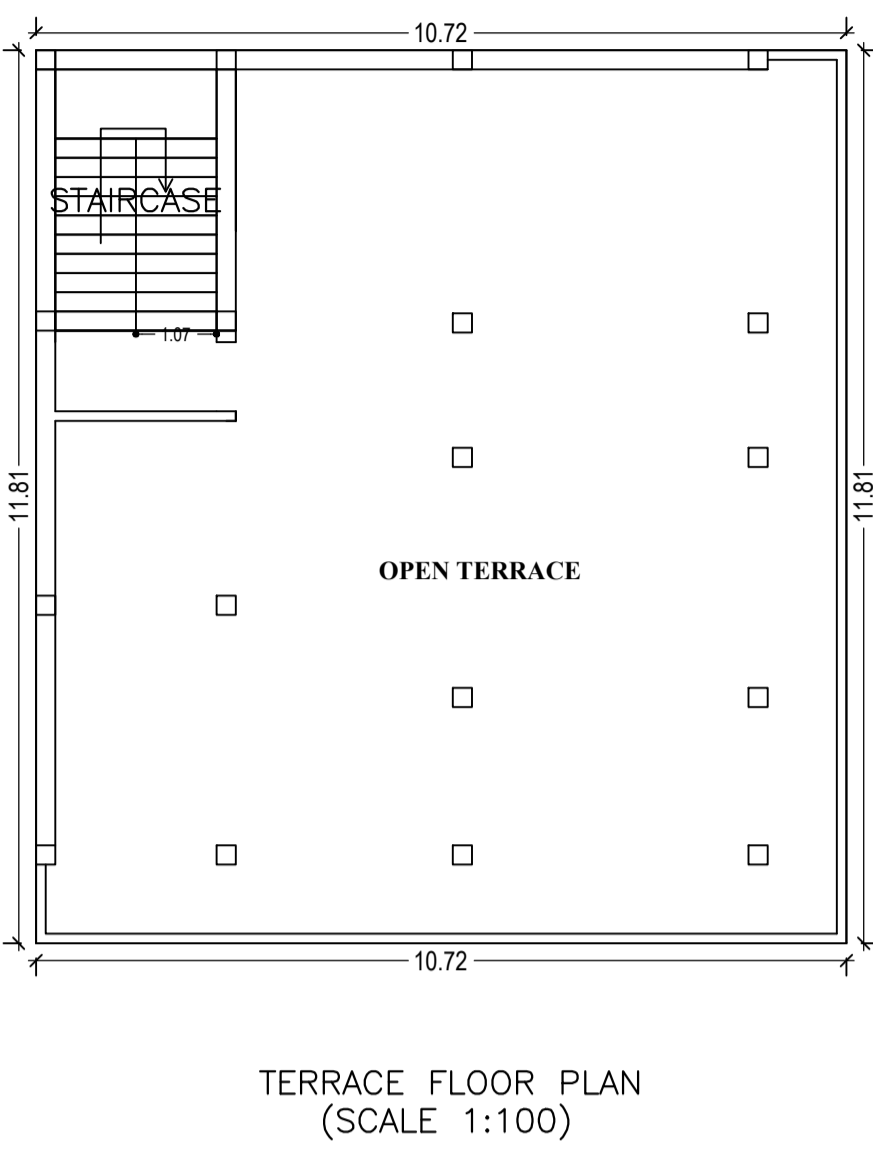 10.72
STAIRCASE
1.07
11.81
11.81
OPEN TERRACE
10.72
TERRACE FLOOR PLAN
(SCALE 1:100)